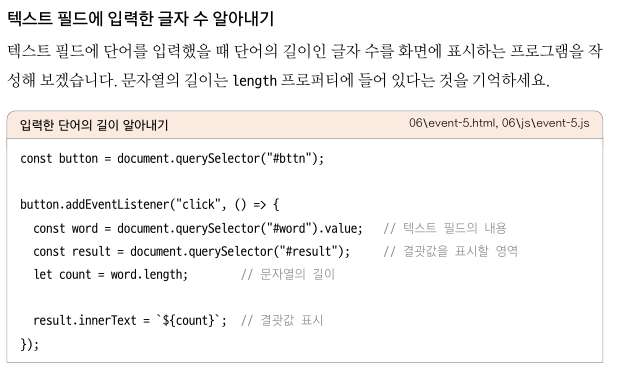 텍스트 필드에 입력한 글자 수 알아내기
텍스트 필드에 단어를 입력했을 때 단어의 길이인 글자 수를 화면에 표시하는 프로그램을 작
성해 보겠습니다. 문자열의 길이는 length 프로퍼티에 들어 있다는 것을 기억하세요.
입력한 단어의 길이 알아내기 06\event-5.html, 06\js\event-5.js
const button = document.querySelector("#bttn");
button.addEventListener("click", () => {
const word = document.querySelector("#word").value; // 텍스트 필드의 내용
const result = document.querySelector("#result"); // 결괏값을 표시할 영역
let count = word.length; // 문자열의 길이
result.innerText = `${count}`; // 결괏값 표시
});